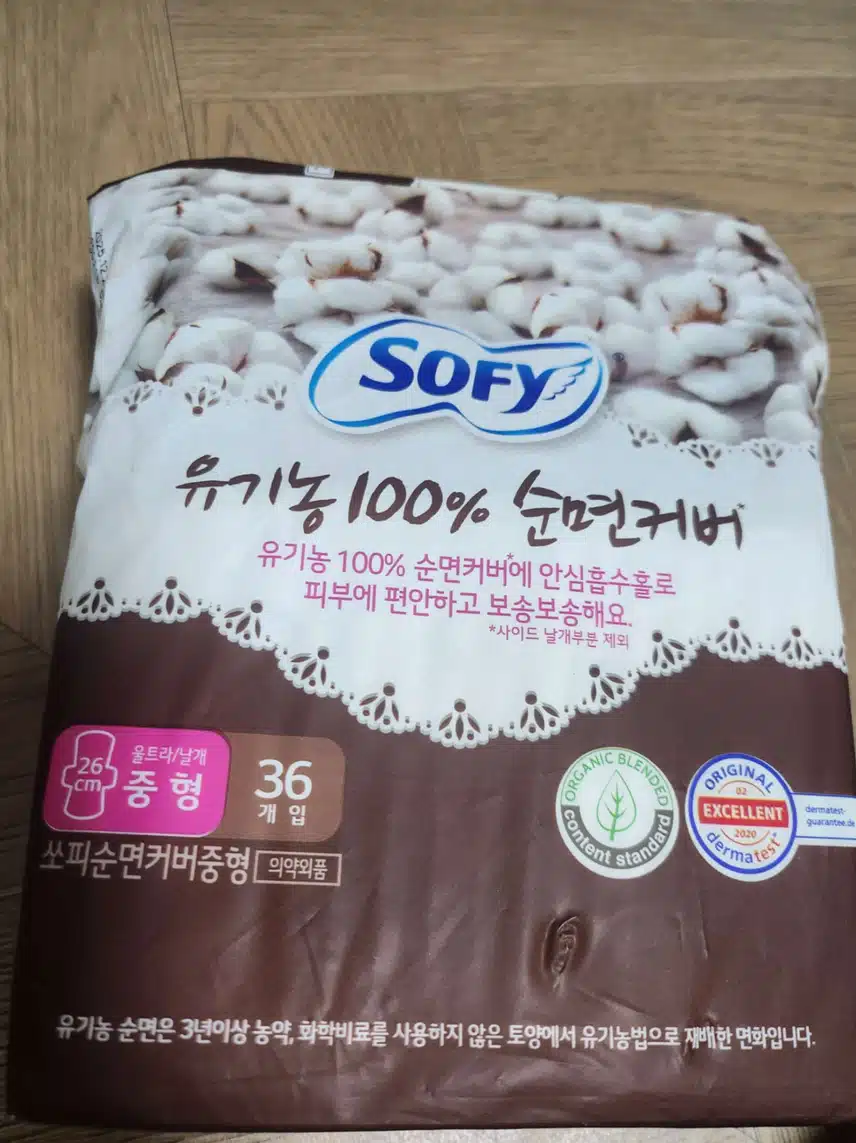 SOFY
유기농 100% 순면커버*
유기농 100% 순면커버*에 안심흡수홀로
피부에 편안하고 보송보송해요.
*사이드 날개부분 제외
26
cm
울트라/날개
중형
36
개입
쏘피순면커버중형 의약외품
ORGANIC BLENDED
content standard
ORIGINAL
02
EXCELLENT
2020
dermatest
dermatest-
guarantee.de
유기농 순면은 3년이상 농약, 화학비료를 사용하지 않은 토양에서 유기농법으로 재배한 면화입니다.